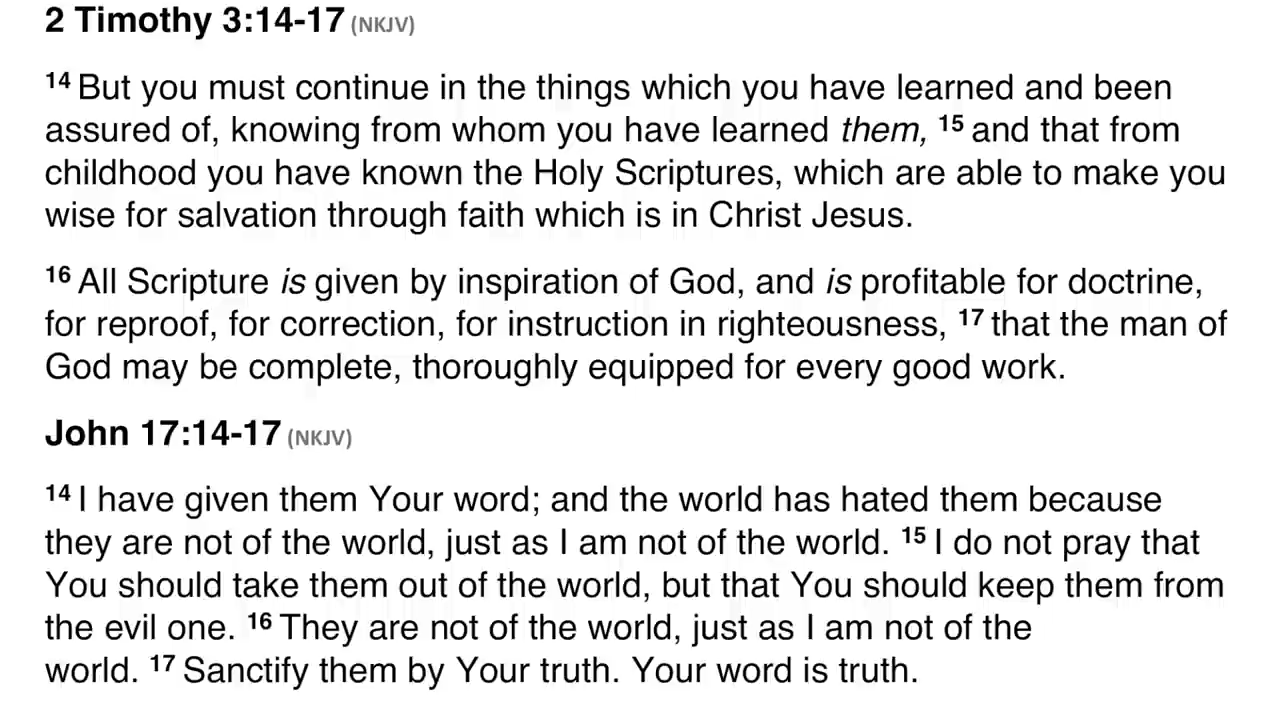 2 Timothy 3:14-17 (NKJV)
14 But you must continue in the things which you have learned and been
assured of, knowing from whom you have learned them, 15 and that from
childhood you have known the Holy Scriptures, which are able to make you
wise for salvation through faith which is in Christ Jesus.
16 All Scripture is given by inspiration of God, and is profitable for doctrine,
for reproof, for correction, for instruction in righteousness, 17 that the man of
God may be complete, thoroughly equipped for every good work.
John 17:14-17 (NKJV)
14 I have given them Your word; and the world has hated them because
they are not of the world, just as I am not of the world. 15 I do not pray that
You should take them out of the world, but that You should keep them from
the evil one. 16 They are not of the world, just as I am not of the
world. 17 Sanctify them by Your truth. Your word is truth.